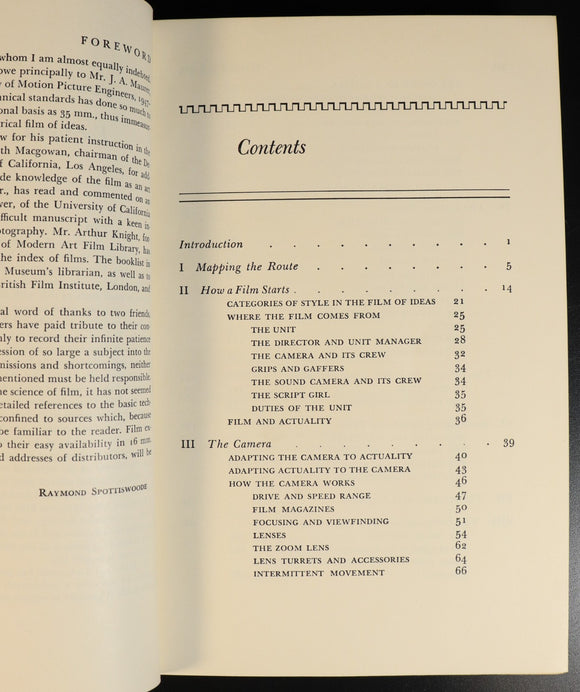 FOREWORD
whom I am almost equally indebted,
owe principally to Mr. J. A. Maurer,
y of Motion Picture Engineers, 1937-
nical standards has done so much to
onal basis as 35 mm., thus immeasur
rical film of ideas.
w for his patient instruction in the
th Macgowan, chairman of the De-
f California, Los Angeles, for add
de knowledge of the film as an art
r., has read and commented on an
wer, of the University of California
fficult manuscript with a keen in-
otography. Mr. Arthur Knight, for
of Modern Art Film Library, has
the index of films. The booklist in
Museum's librarian, as well as to
ritish Film Institute, London, and
al word of thanks to two friends,
ers have paid tribute to their con-
nly to record their infinite patience
ession of so large a subject into the
missions and shortcomings, neither
mentioned must be held responsible.
he science of film, it has not seemed
etailed references to the basic tech-
confined to sources which, because
be familiar to the reader. Film ex-
o their easy availability in 16 mm.
d addresses of distributors, will be
RAYMOND SPOTTISWOODE
Contents
Introduction . . . . . . . . . . 1
I Mapping the Route . . . . . . . . 5
II How a Film Starts . . . . . . . . . 14
CATEGORIES OF STYLE IN THE FILM OF IDEAS 21
WHERE THE FILM COMES FROM 25
THE UNIT 25
THE DIRECTOR AND UNIT MANAGER 28
THE CAMERA AND ITS CREW 32
GRIPS AND GAFFERS 34
THE SOUND CAMERA AND ITS CREW 34
THE SCRIPT GIRL 35
DUTIES OF THE UNIT 35
FILM AND ACTUALITY 36
III The Camera . . . . . . . . . 39
ADAPTING THE CAMERA TO ACTUALITY 40
ADAPTING ACTUALITY TO THE CAMERA 43
HOW THE CAMERA WORKS 46
DRIVE AND SPEED RANGE 47
FILM MAGAZINES 50
FOCUSING AND VIEWFINDING 51
LENSES 54
THE ZOOM LENS 62
LENS TURRETS AND ACCESSORIES 64
INTERMITTENT MOVEMENT 66